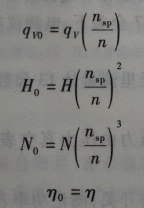 q_{V0} = q_V(n_{sp}/n)
H_0 = H(n_{sp}/n)^2
N_0 = N(n_{sp}/n)^3
η_0 = η